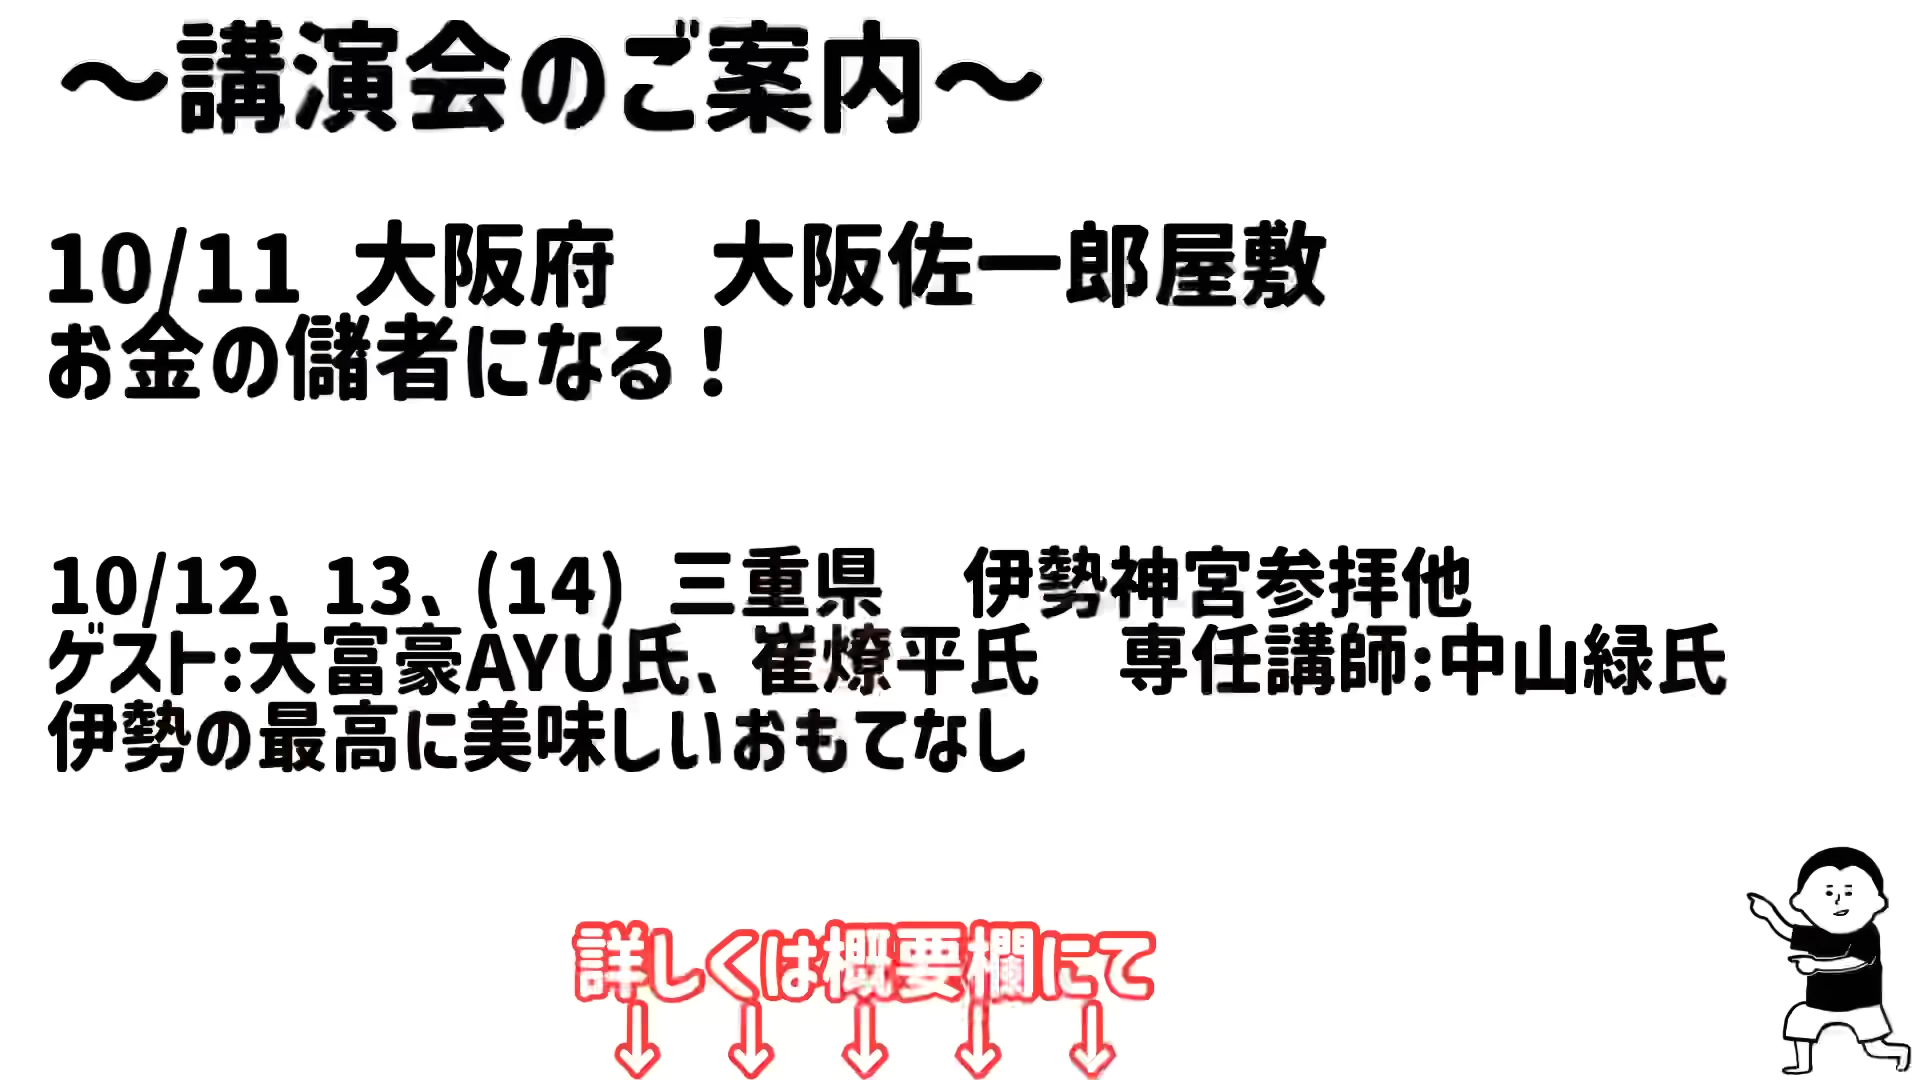 ～講演会のご案内～
10/11 大阪府　大阪佐一郎屋敷
お金の儲者になる！
10/12、13、(14) 三重県　伊勢神宮参拝他
ゲスト:大富豪AYU氏、崔燎平氏　専任講師:中山緑氏
伊勢の最高に美味しいおもてなし
詳しくは概要欄にて
↓ ↓ ↓ ↓ ↓